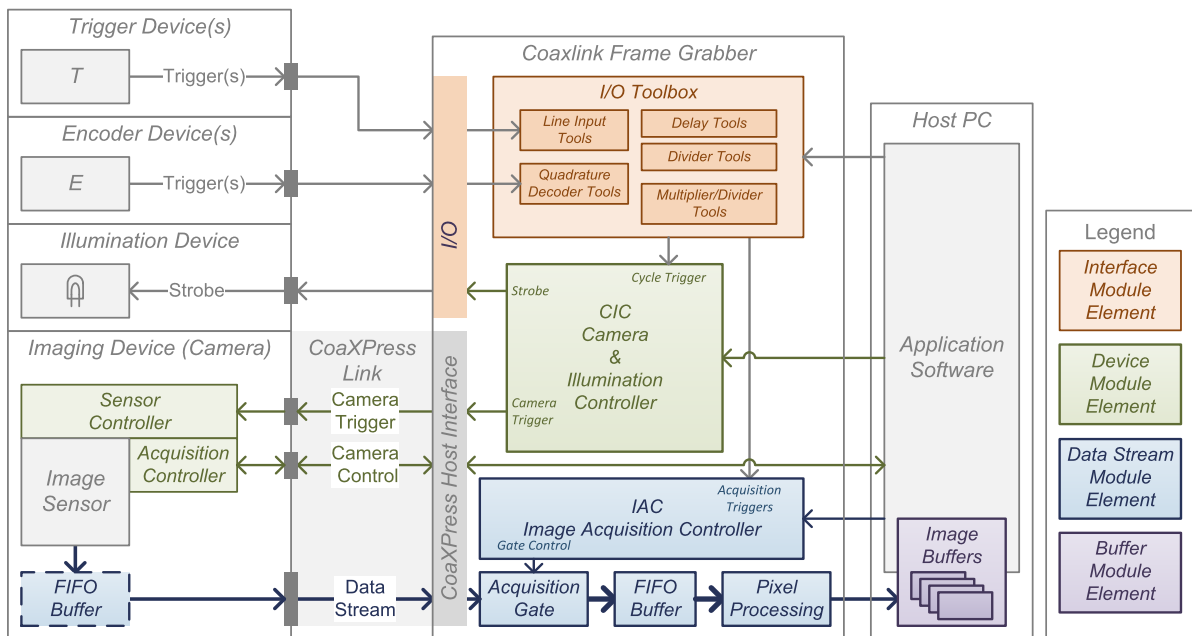 Trigger Device(s)
T
Trigger(s)
Encoder Device(s)
E
Trigger(s)
Illumination Device
Strobe
Imaging Device (Camera)
Sensor
Controller
Acquisition
Controller
Image
Sensor
FIFO
Buffer
CoaXPress
Link
Camera
Trigger
Camera
Control
Data
Stream
Coaxlink Frame Grabber
I/O
CoaXPress Host Interface
I/O Toolbox
Line Input
Tools
Quadrature
Decoder Tools
Delay Tools
Divider Tools
Multiplier/Divider
Tools
Cycle Trigger
Strobe
CIC
Camera
&
Illumination
Controller
Camera
Trigger
Acquisition
Triggers
IAC
Image Acquisition Controller
Gate Control
Acquisition
Gate
FIFO
Buffer
Pixel
Processing
Host PC
Application
Software
Image
Buffers
Legend
Interface
Module
Element
Device
Module
Element
Data Stream
Module
Element
Buffer
Module
Element